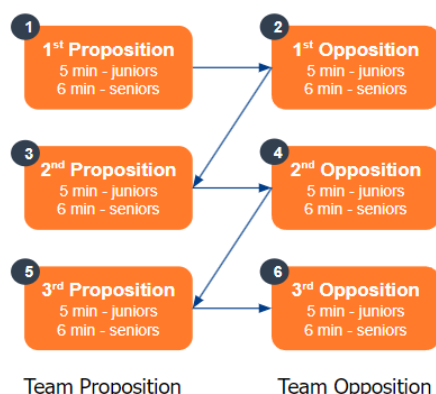 1
1st Proposition
5 min - juniors
6 min - seniors
2
1st Opposition
5 min - juniors
6 min - seniors
3
2nd Proposition
5 min - juniors
6 min - seniors
4
2nd Opposition
5 min - juniors
6 min - seniors
5
3rd Proposition
5 min - juniors
6 min - seniors
6
3rd Opposition
5 min - juniors
6 min - seniors
Team Proposition
Team Opposition